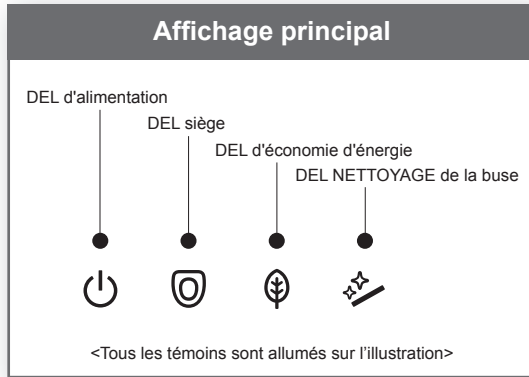 Affichage principal
DEL d'alimentation
DEL siège
DEL d'économie d'énergie
DEL NETTOYAGE de la buse
<Tous les témoins sont allumés sur l’illustration>